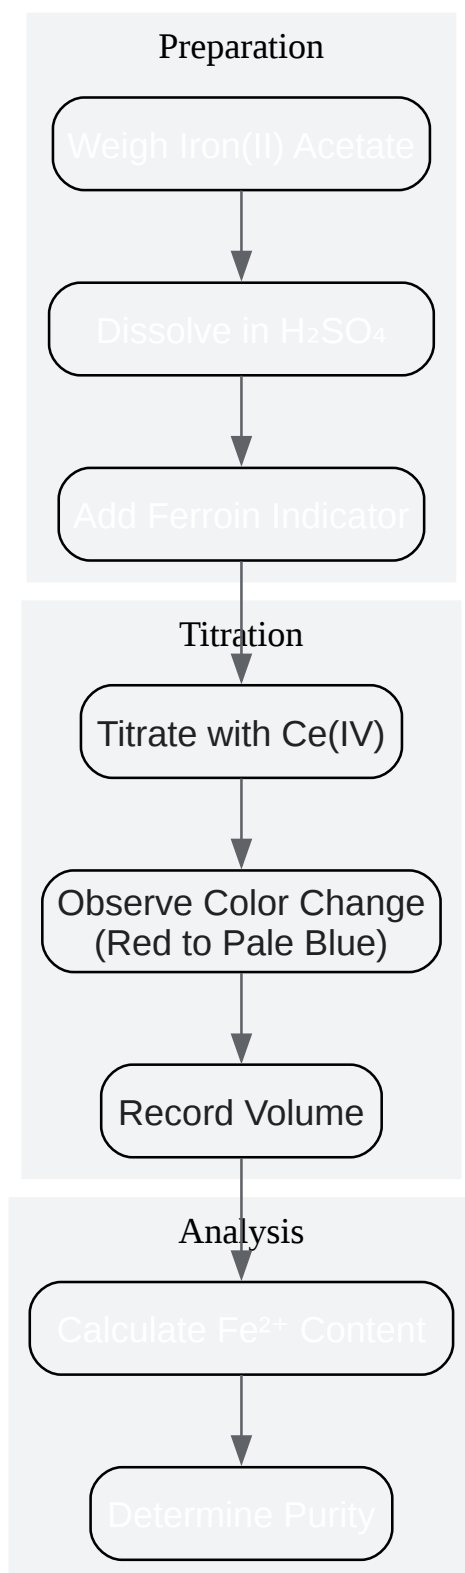 Preparation
Weigh Iron(II) Acetate
Dissolve in H₂SO₄
Add Ferroin Indicator
Titration
Titrate with Ce(IV)
Observe Color Change
(Red to Pale Blue)
Record Volume
Analysis
Calculate Fe²⁺ Content
Determine Purity